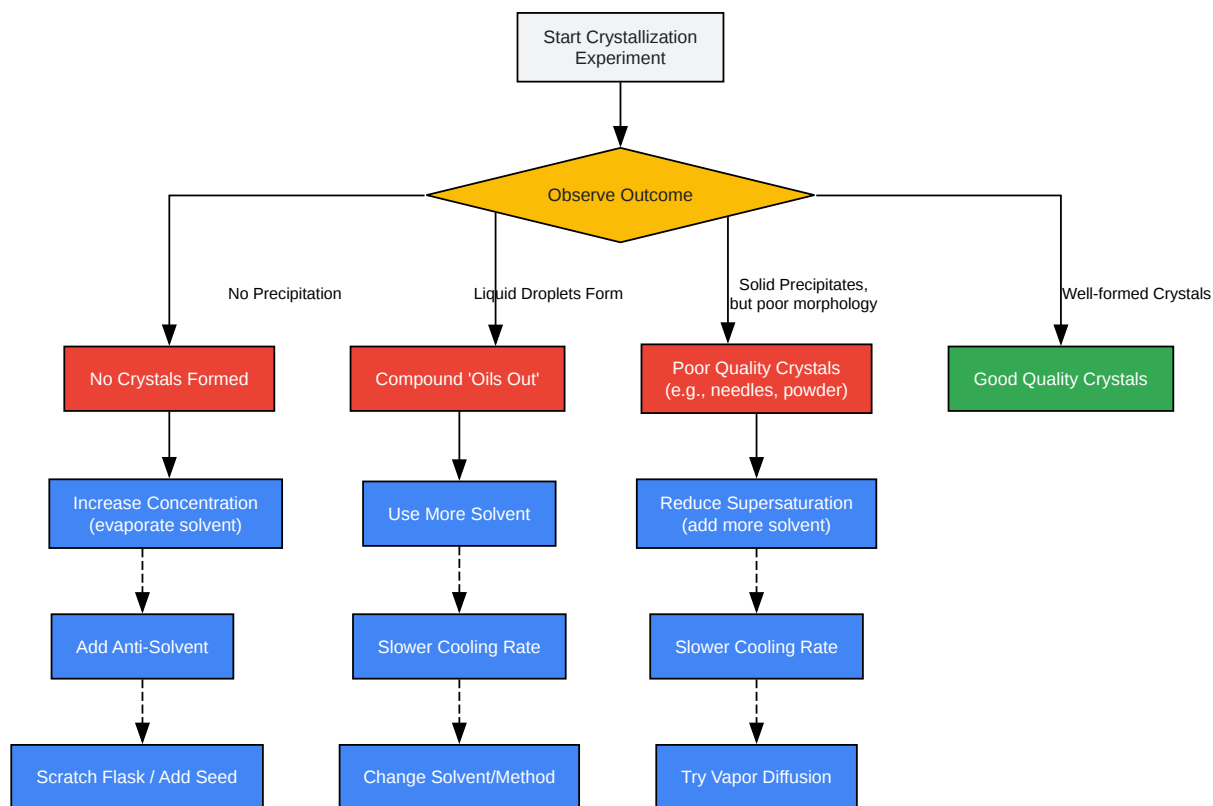 Start Crystallization
Experiment
Observe Outcome
No Precipitation
Liquid Droplets Form
Solid Precipitates,
but poor morphology
Well-formed Crystals
No Crystals Formed
Compound 'Oils Out'
Poor Quality Crystals
(e.g., needles, powder)
Good Quality Crystals
Increase Concentration
(evaporate solvent)
Use More Solvent
Reduce Supersaturation
(add more solvent)
Add Anti-Solvent
Slower Cooling Rate
Slower Cooling Rate
Scratch Flask / Add Seed
Change Solvent/Method
Try Vapor Diffusion